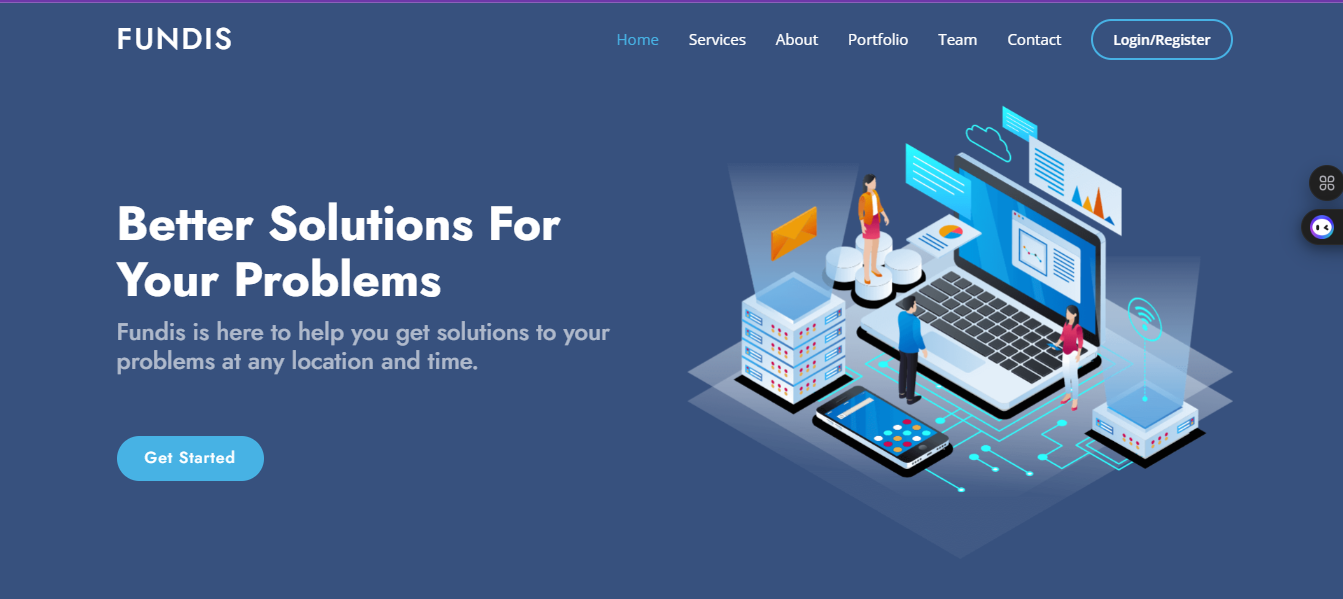 FUNDIS
Home Services About Portfolio Team Contact Login/Register
Better Solutions For
Your Problems
Fundis is here to help you get solutions to your
problems at any location and time.
Get Started